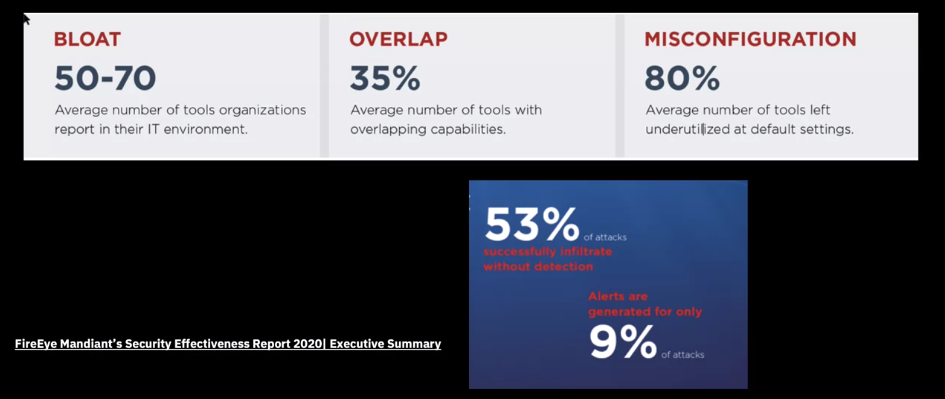 BLOAT
50-70
Average number of tools organizations
report in their IT environment.
OVERLAP
35%
Average number of tools with
overlapping capabilities.
MISCONFIGURATION
80%
Average number of tools left
underutilized at default settings.
53% of attacks
successfully infiltrate
without detection
Alerts are
generated for only
9% of attacks
FireEye Mandiant's Security Effectiveness Report 2020| Executive Summary